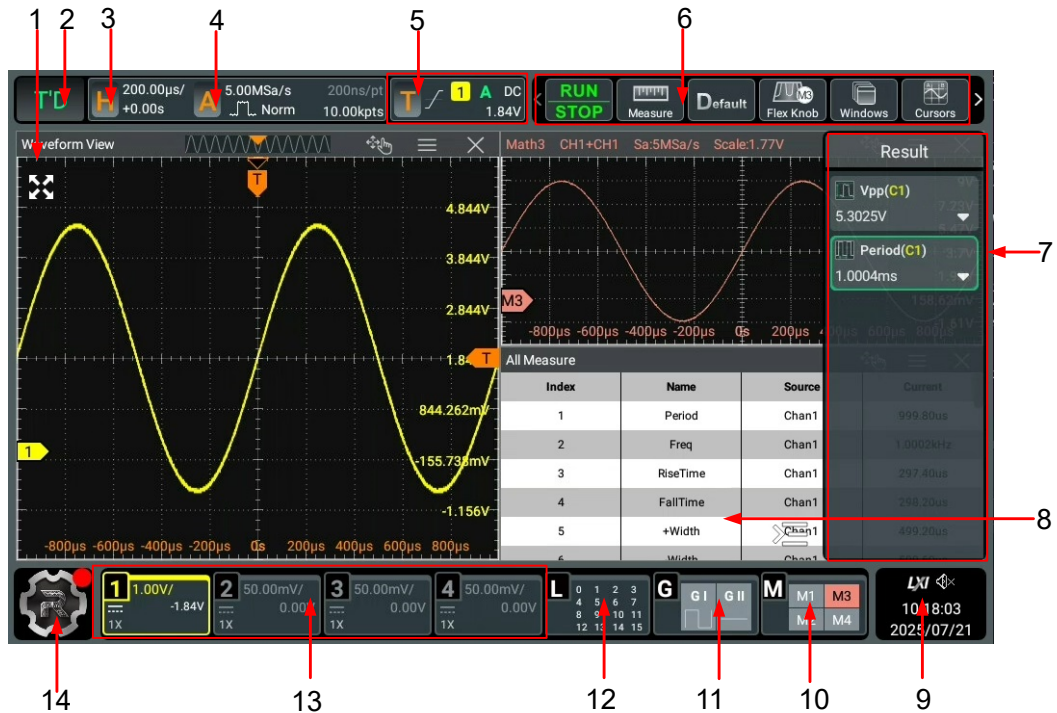 1 2 3 4 5 6
T'D H 200.00µs/ A 5.00MSa/s 200ns/pt T 1 A DC RUN
+0.00s Norm 10.00kpts 1.84V STOP Measure Default M3 Flex Knob Windows Cursors
Waveform View
T
4.844V
3.844V
2.844V
T
844.262mV
1
-1.156V
-800µs -600µs -400µs -200µs 0s 200µs 400µs 600µs 800µs
Math3 CH1+CH1 Sa:5MSa/s Scale:1.77V
M3
-800µs -600µs -400µs -200µs 0s 200µs 600µs
All Measure
Index Name Source Current
1 Period Chan1 999.80us
2 Freq Chan1 1.0002kHz
3 RiseTime Chan1 297.40us
4 FallTime Chan1 298.20us
5 +Width Chan1 499.20us
Result
Vpp(C1)
5.3025V
Period(C1)
1.0004ms
7
8
1 1.00V/
-1.84V
1X
2 50.00mV/
0.00V
1X
3 50.00mV/
0.00V
1X
4 50.00mV/
0.00V
1X
L 0 1 2 3
4 5 6 7
8 9 10 11
12 13 14 15
G G I G II
M M1 M3
M2 M4
LXI
10:18:03
2025/07/21
14 13 12 11 10 9